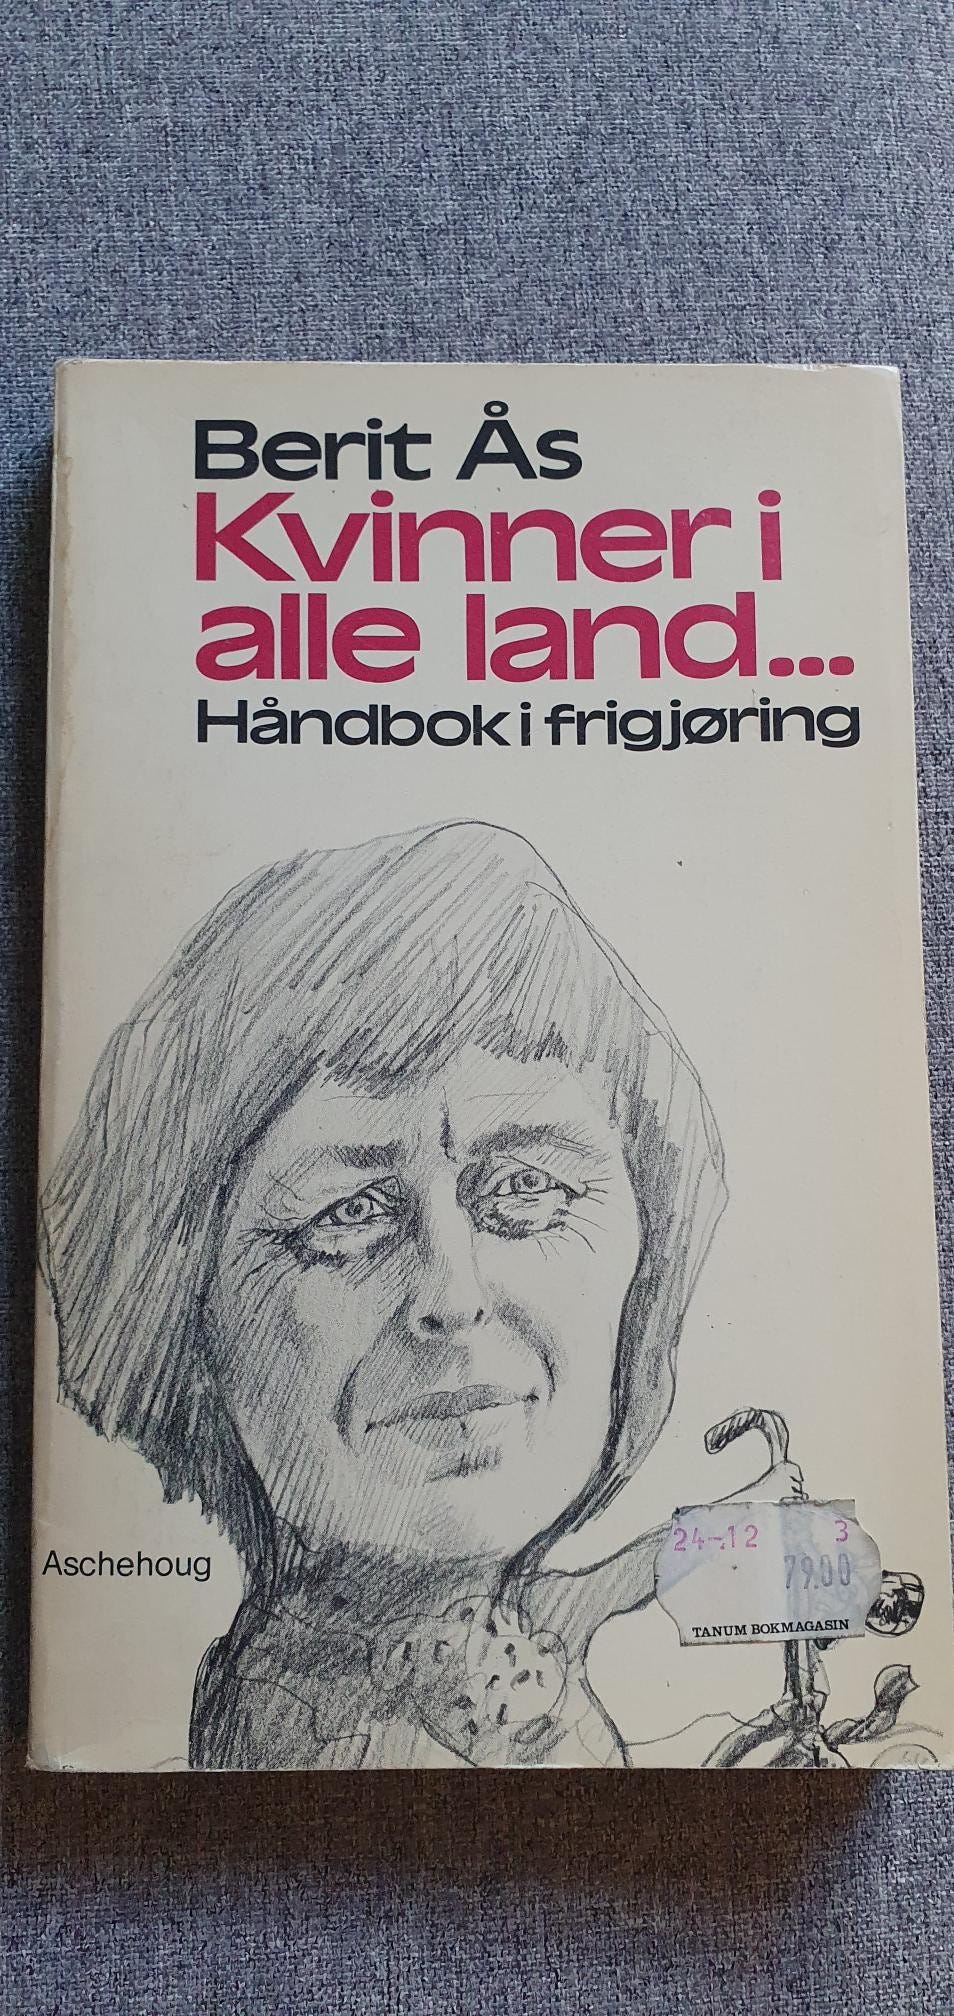 Berit Ås
Kvinner i
alle land...
Håndbok i frigjøring
Aschehoug
24-12 3
79.00
TANUM BOKMAGASIN